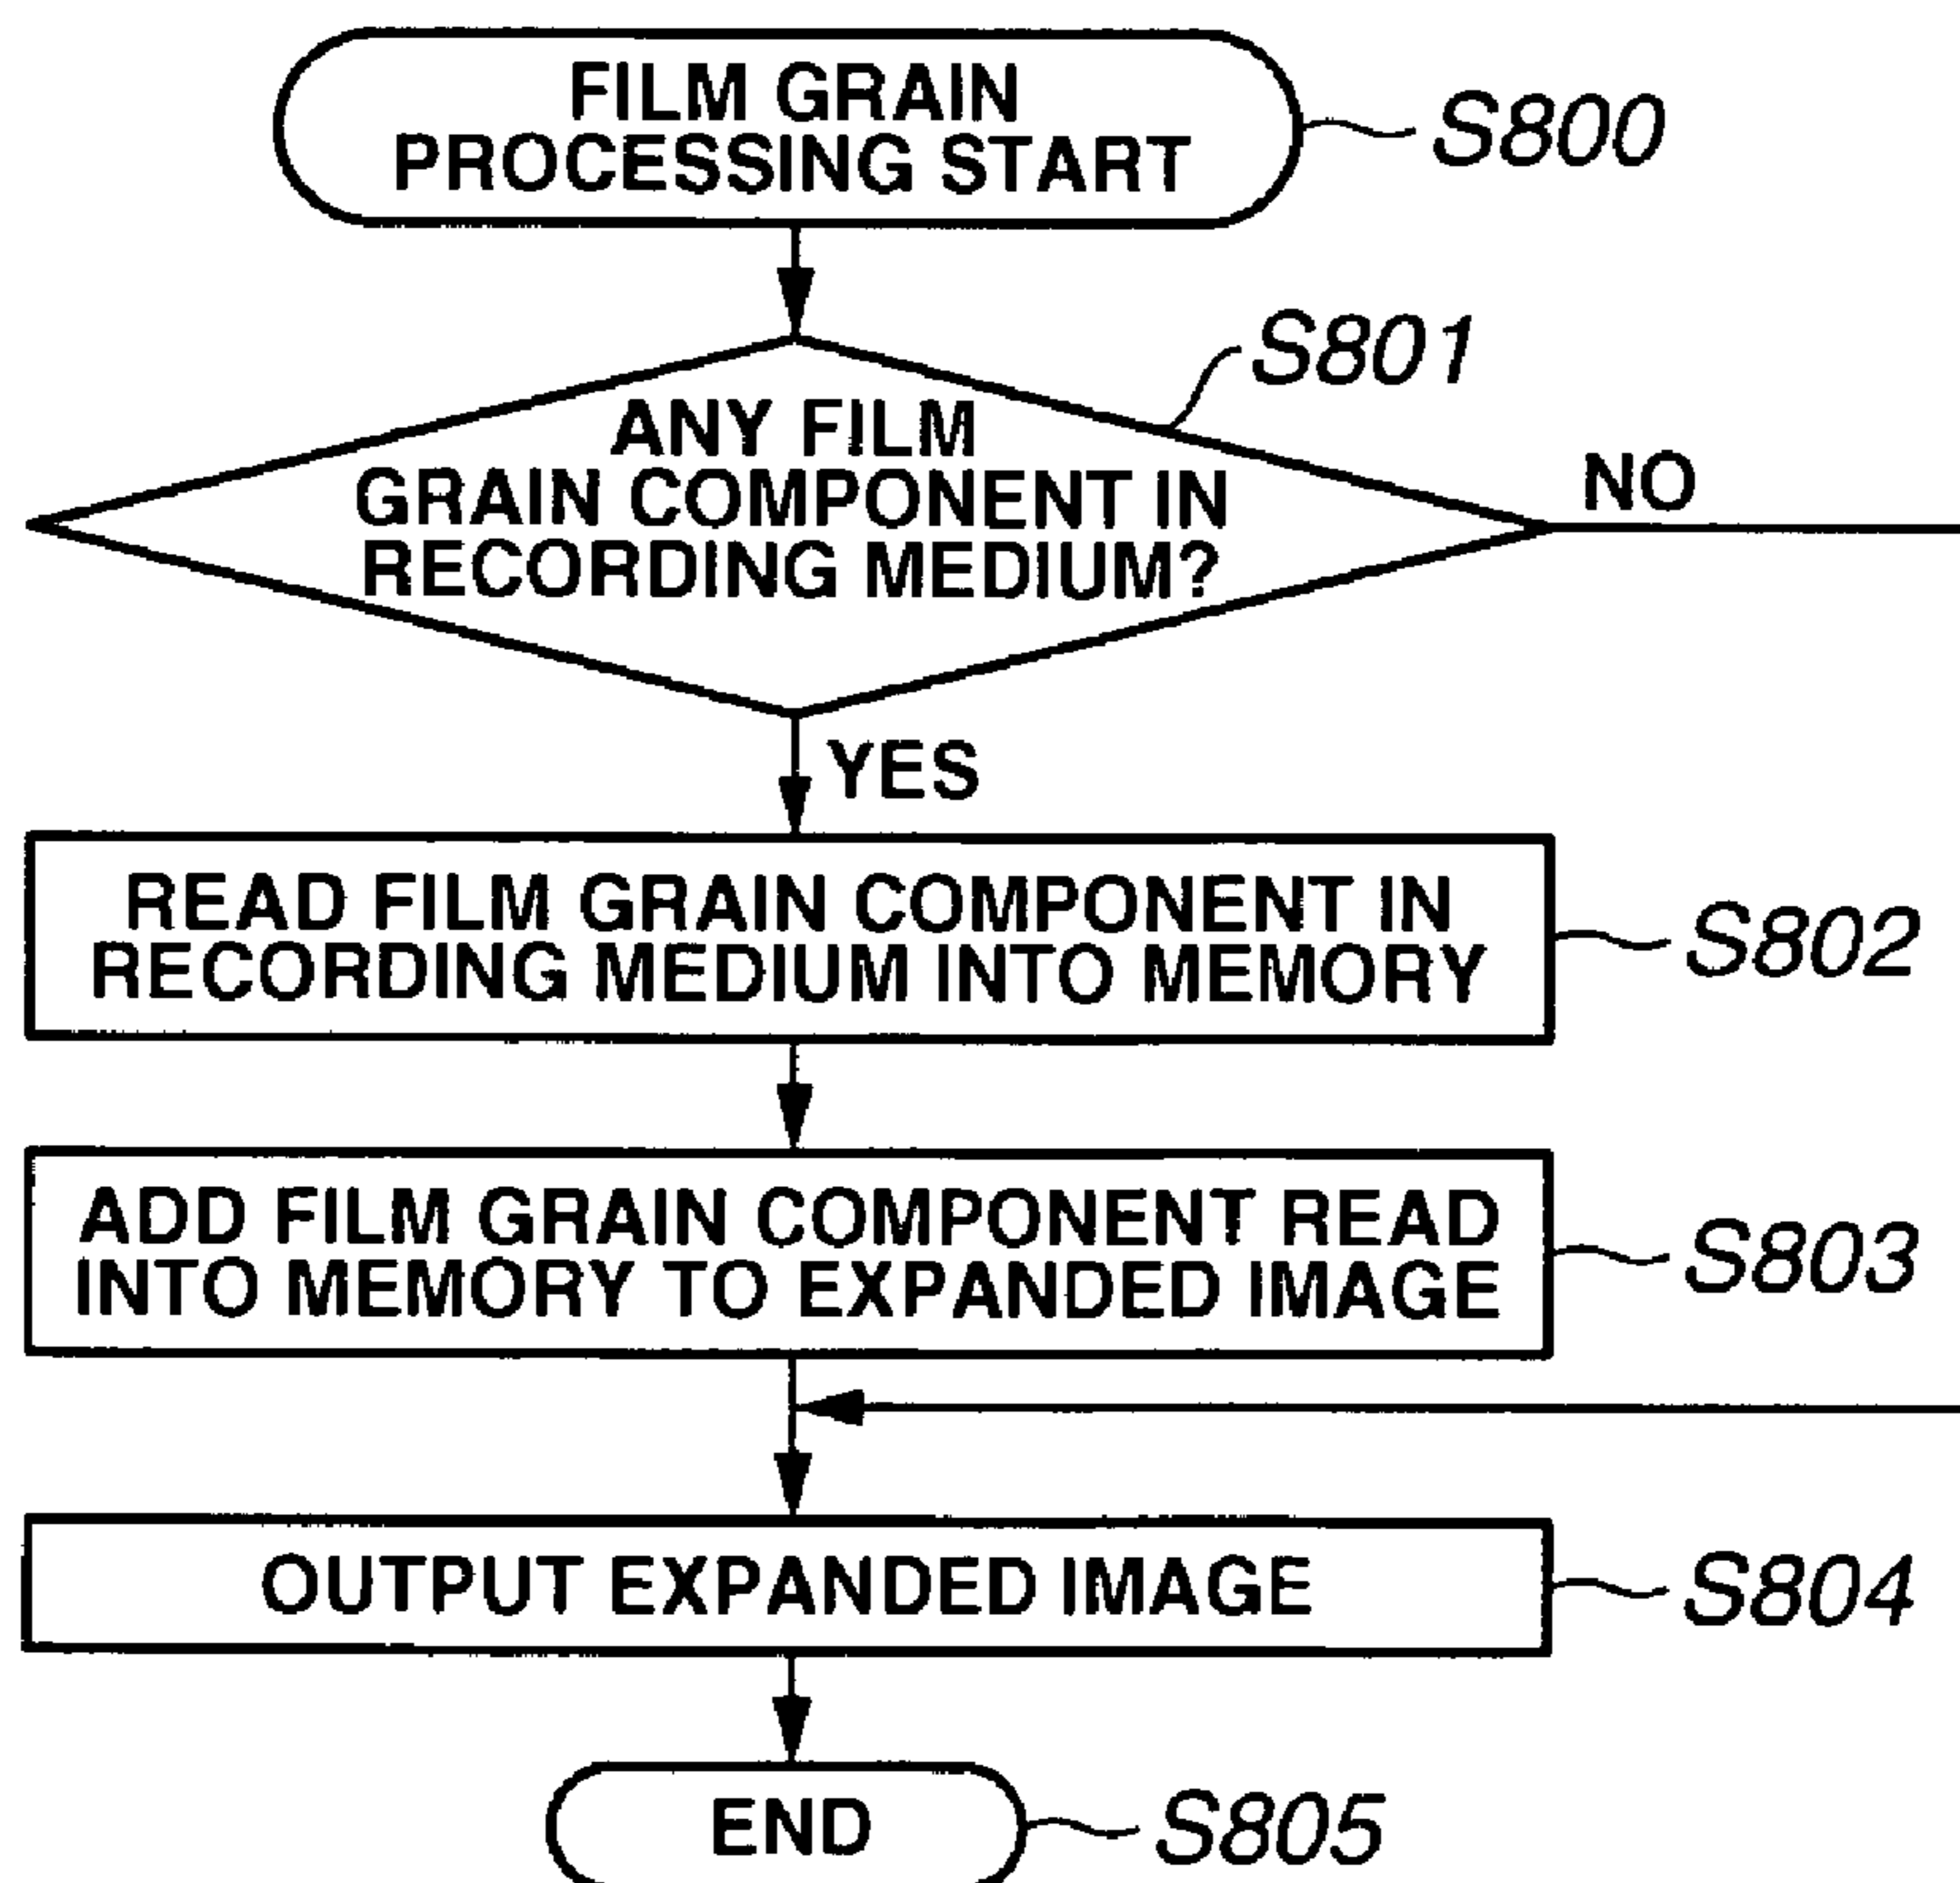 FILM GRAIN
PROCESSING START
S800
S801
ANY FILM
GRAIN COMPONENT IN
RECORDING MEDIUM?
NO
YES
READ FILM GRAIN COMPONENT IN
RECORDING MEDIUM INTO MEMORY
S802
ADD FILM GRAIN COMPONENT READ
INTO MEMORY TO EXPANDED IMAGE
S803
OUTPUT EXPANDED IMAGE
S804
END
S805